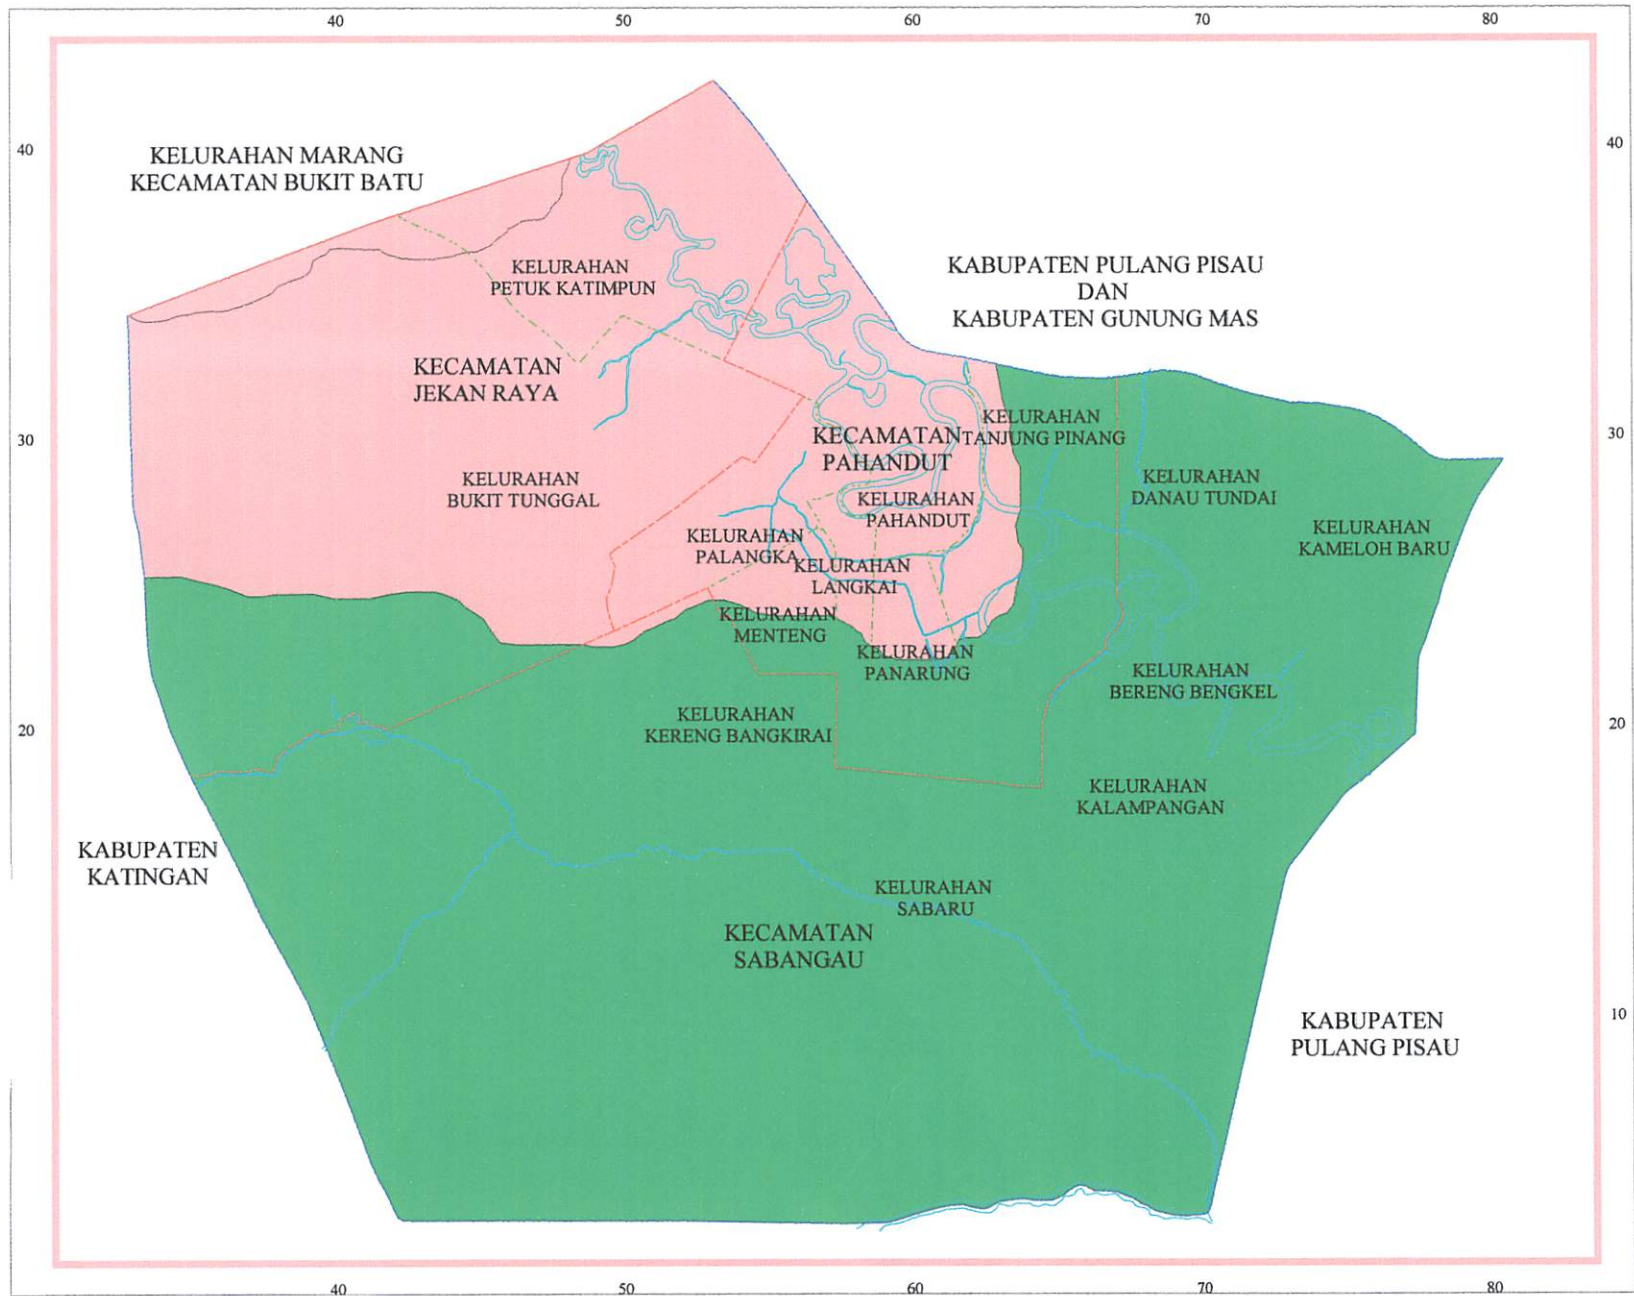 40 50 60 70 80
40 40
KELURAHAN MARANG
KECAMATAN BUKIT BATU
KABUPATEN PULANG PISAU
DAN
KABUPATEN GUNUNG MAS
KELURAHAN
PETUK KATIMPUN
KECAMATAN
JEKAN RAYA
30 30
KELURAHAN
TANJUNG PINANG
KECAMATAN
PAHANDUT
KELURAHAN
BUKIT TUNGGAL
KELURAHAN
DANAU TUNDAI
KELURAHAN
PAHANDUT
KELURAHAN
KAMELOH BARU
KELURAHAN
PALANGKA
KELURAHAN
LANGKAI
KELURAHAN
MENTENG
KELURAHAN
PANARUNG
KELURAHAN
BERENG BENGKEL
20 20
KELURAHAN
KERENG BANGKIRAI
KELURAHAN
KALAMPANGAN
KABUPATEN
KATINGAN
KELURAHAN
SABARU
KECAMATAN
SABANGAU
10
KABUPATEN
PULANG PISAU
40 50 60 70 80